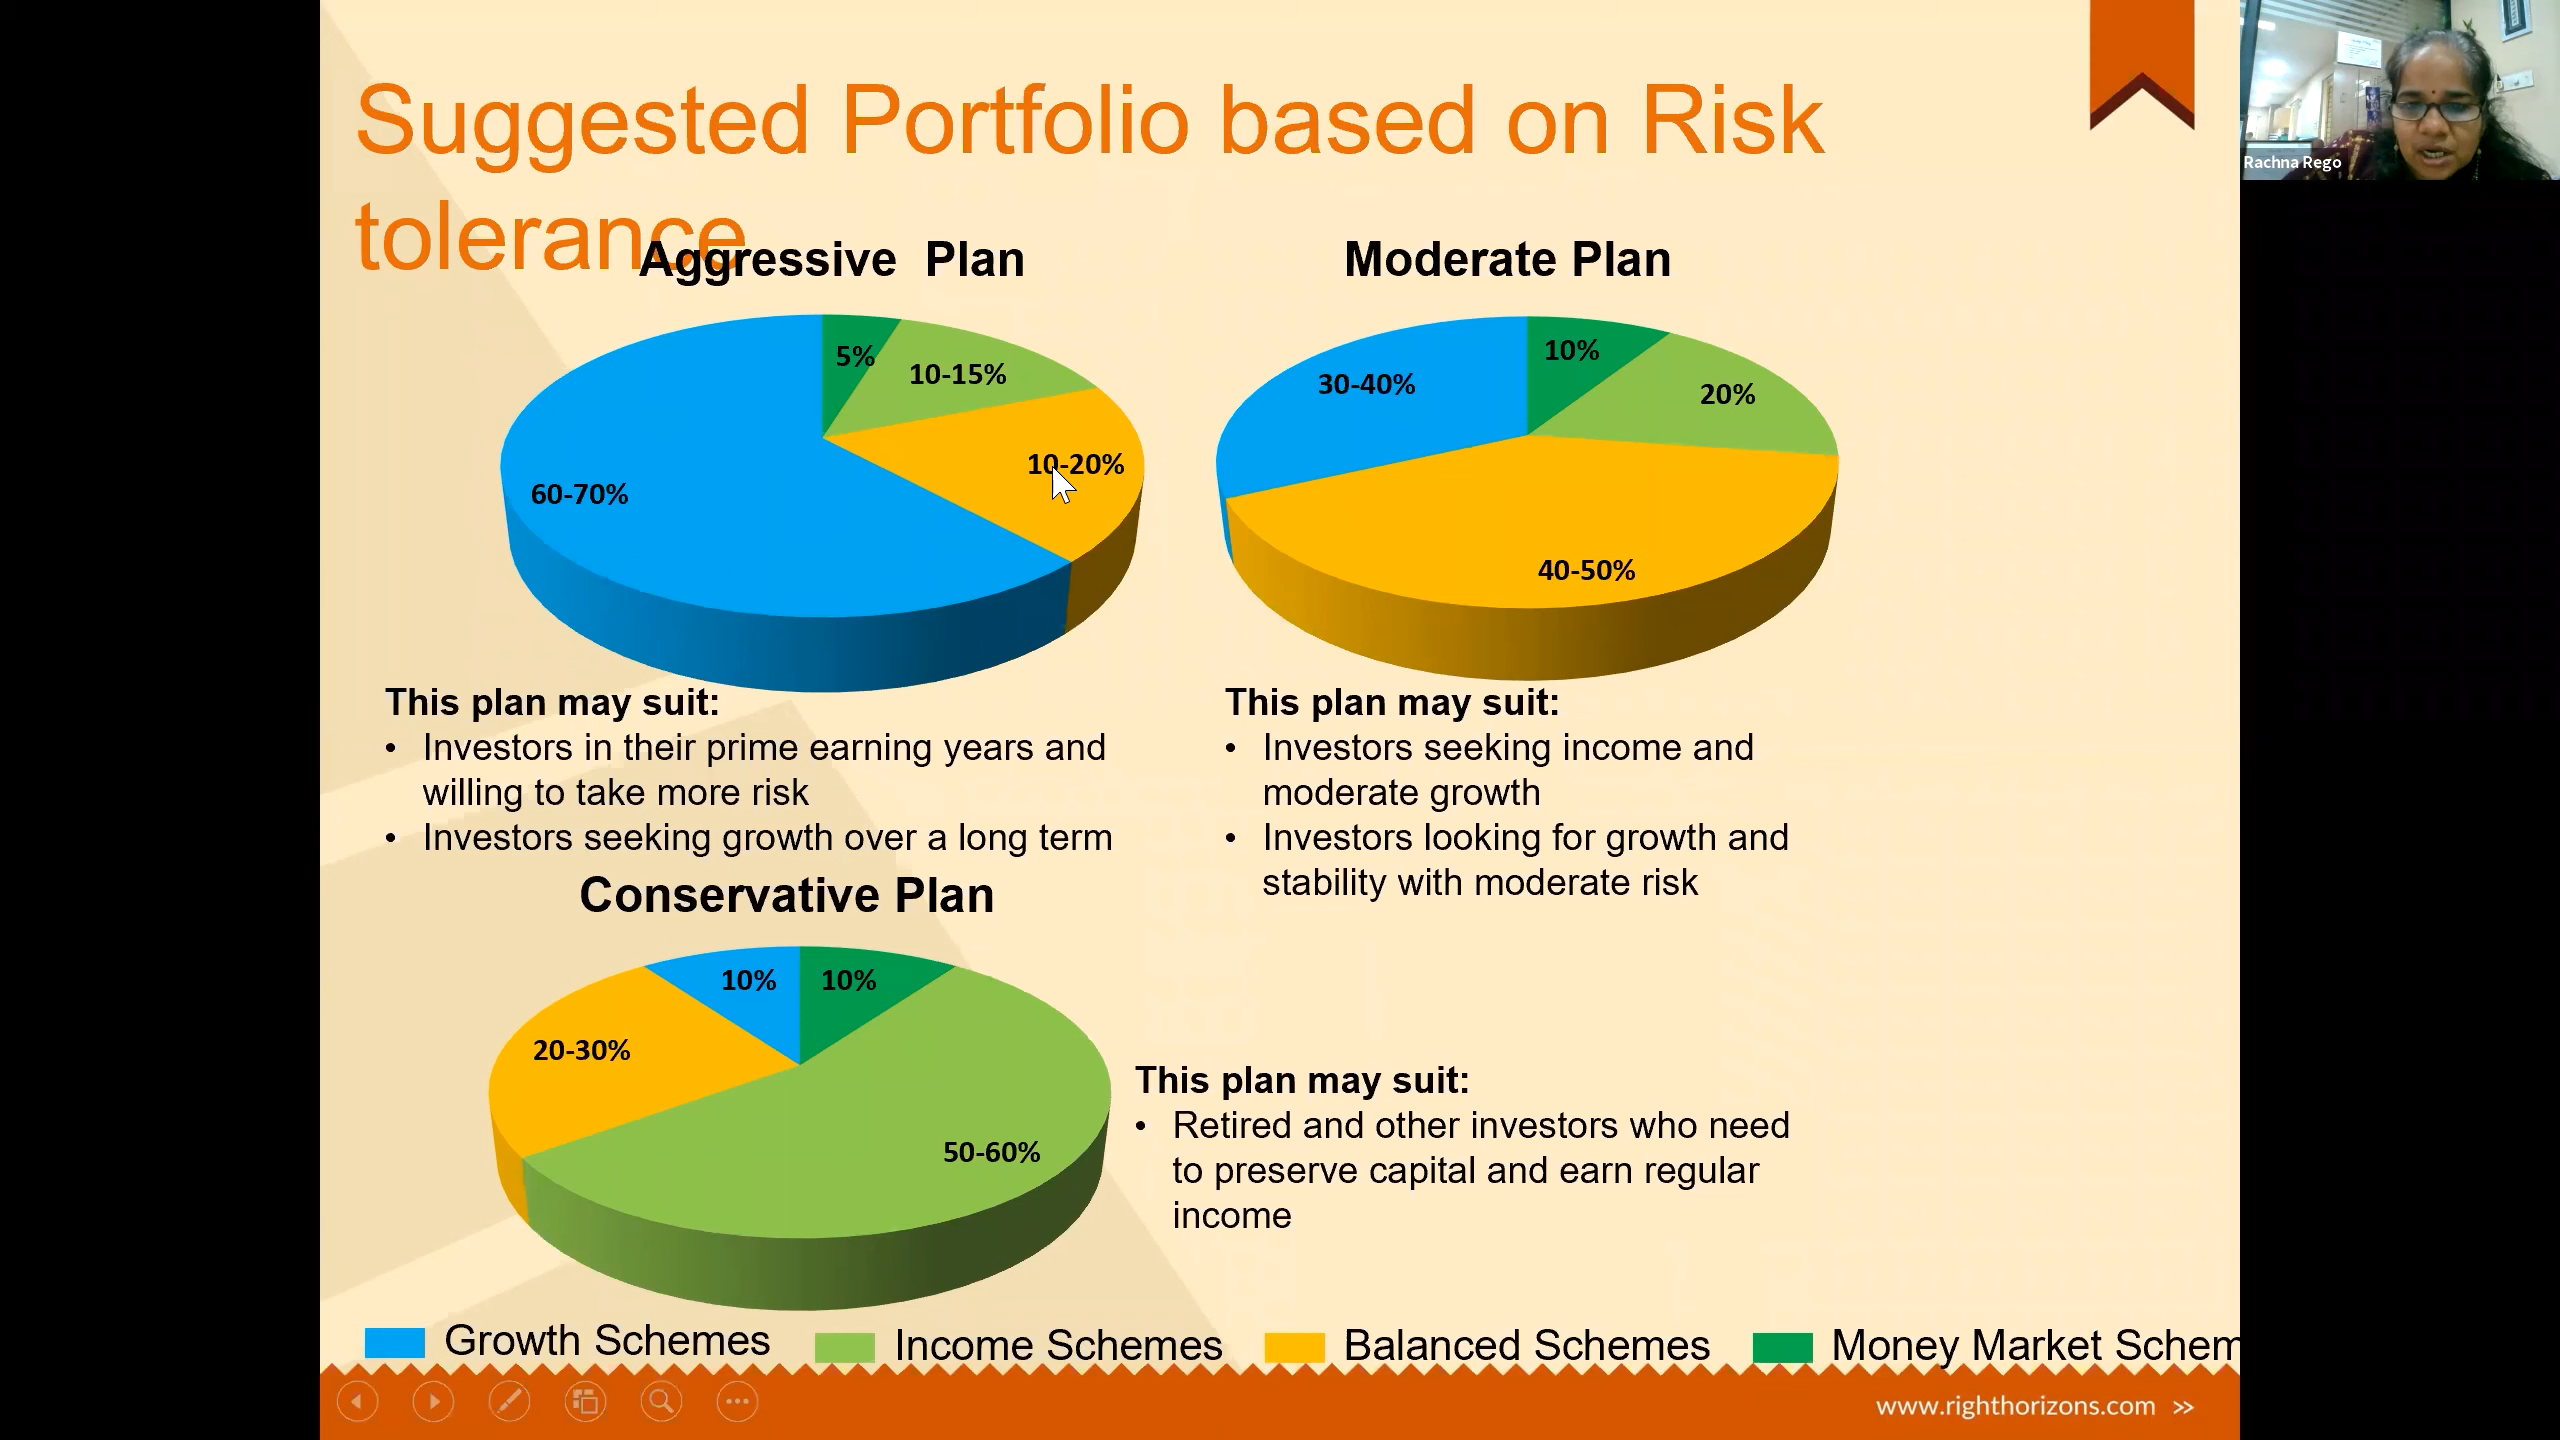 Suggested Portfolio based on Risk
tolerance
Aggressive Plan
5%
10-15%
10-20%
60-70%
This plan may suit:
• Investors in their prime earning years and
willing to take more risk
• Investors seeking growth over a long term
Moderate Plan
10%
20%
30-40%
40-50%
This plan may suit:
• Investors seeking income and
moderate growth
• Investors looking for growth and
stability with moderate risk
Conservative Plan
10%
10%
20-30%
50-60%
This plan may suit:
• Retired and other investors who need
to preserve capital and earn regular
income
Growth Schemes
Income Schemes
Balanced Schemes
Money Market Schem
www.righthorizons.com »
Rachna Rego